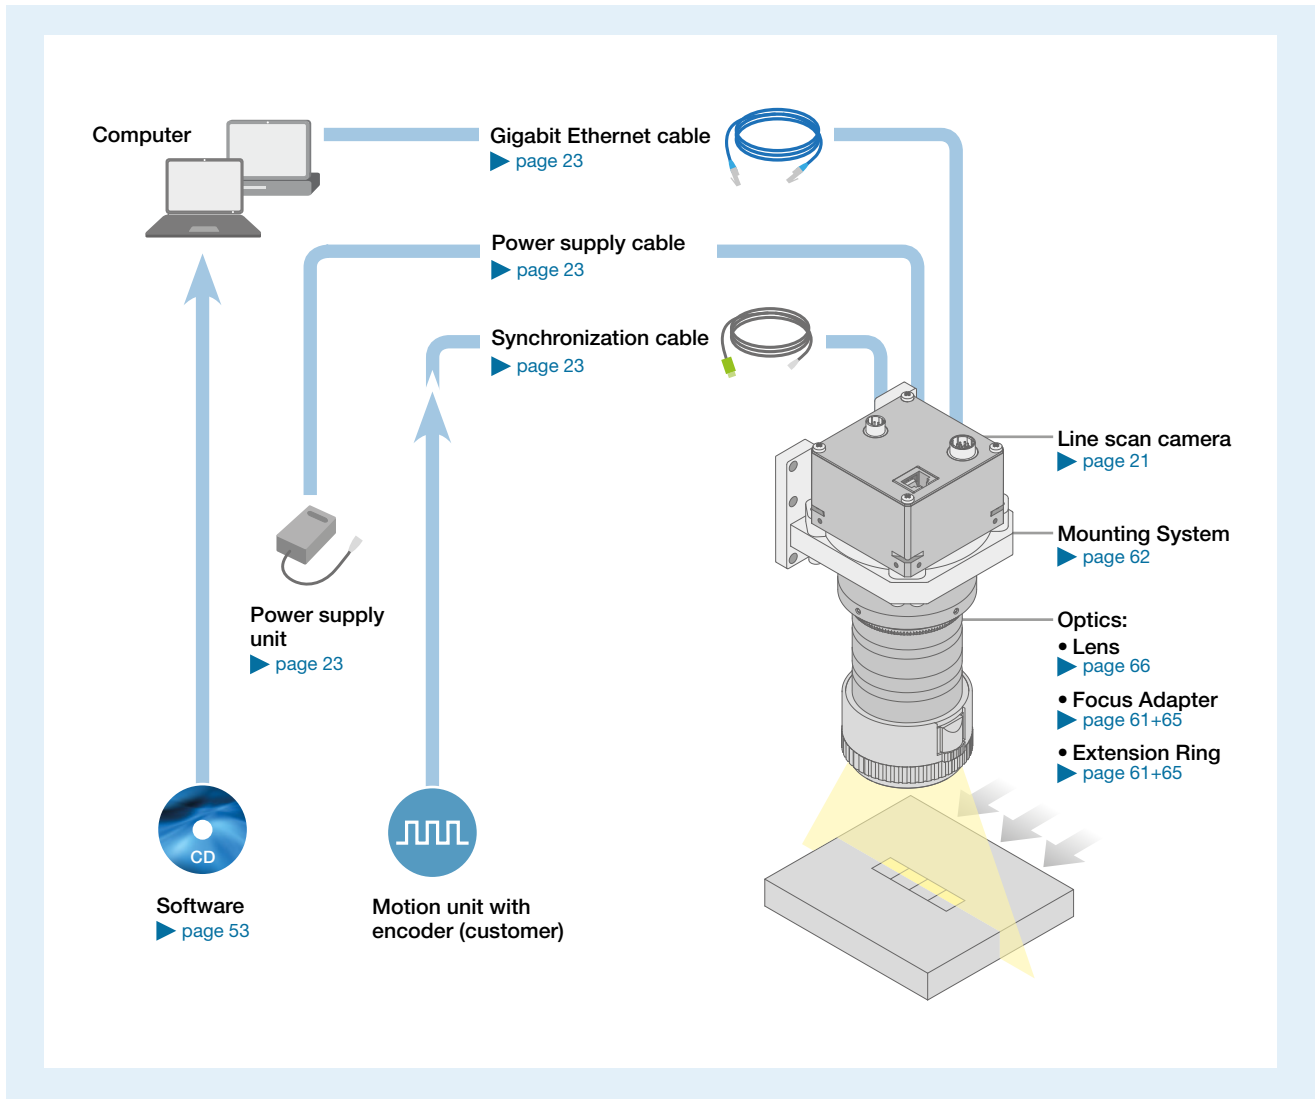 Computer
Gigabit Ethernet cable
▶ page 23
Power supply cable
▶ page 23
Synchronization cable
▶ page 23
Line scan camera
▶ page 21
Mounting System
▶ page 62
Optics:
• Lens
▶ page 66
• Focus Adapter
▶ page 61+65
• Extension Ring
▶ page 61+65
Power supply
unit
▶ page 23
CD
Software
▶ page 53
Motion unit with
encoder (customer)